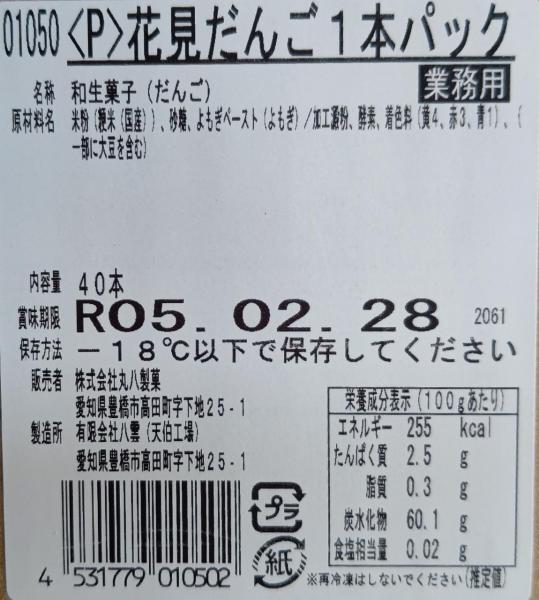 01050 <P>花見だんご１本パック
業務用
名称 和生菓子（だんご）
原材料名 米粉（粳米（国産））、砂糖、よもぎペースト（よもぎ）／加工澱粉、酵素、着色料（黄4、赤3、青1）、（
一部に大豆を含む）
内容量 ４０本
賞味期限 R05. 02. 28 2061
保存方法 －１８℃以下で保存してください
販売者 株式会社丸八製菓
愛知県豊橋市高田町字下地２５-１
製造所 有限会社八雲（天伯工場）
愛知県豊橋市高田町字下地２５-１
栄養成分表示（１００ｇあたり）
エネルギー 255 kcal
たんぱく質 2.5 g
脂質 0.3 g
炭水化物 60.1 g
食塩相当量 0.02 g
（推定値）
プラ
紙
4 531779 010502
※再冷凍はしないでください